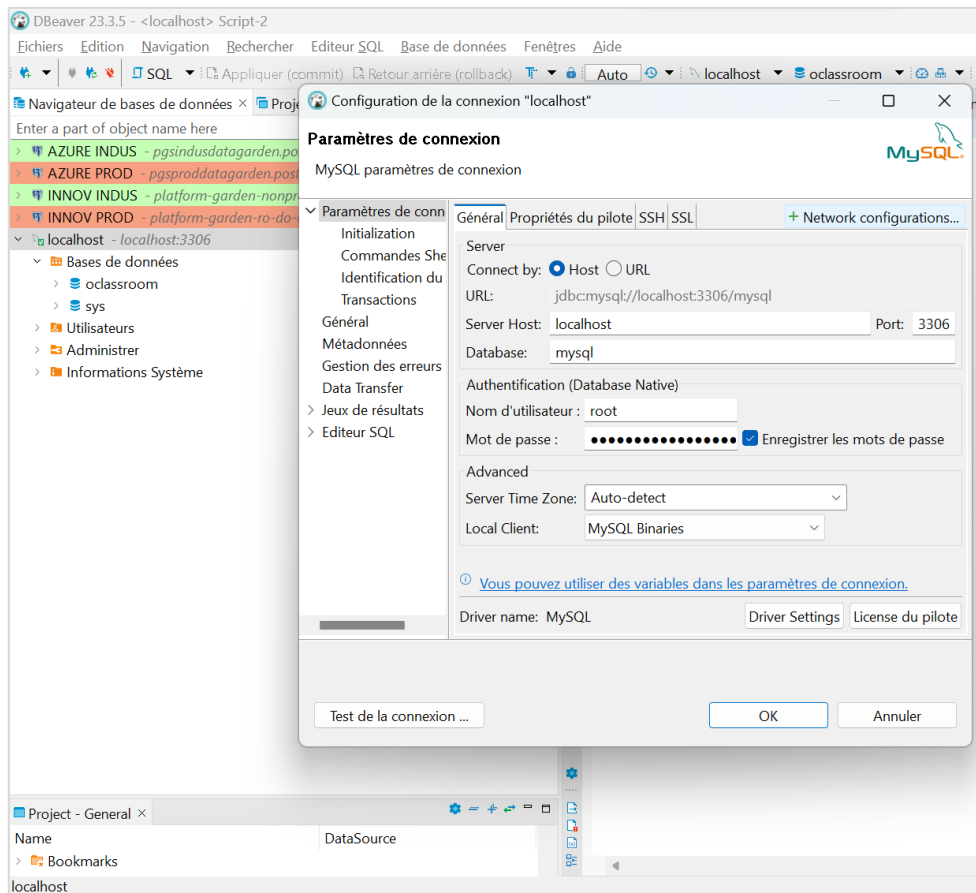 DBeaver 23.3.5 - <localhost> Script-2
Fichiers Edition Navigation Rechercher Editeur SQL Base de données Fenêtres Aide
SQL Appliquer (commit) Retour arrière (rollback) Auto localhost oclassroom
Navigateur de bases de données Proje
Enter a part of object name here
AZURE INDUS - pgsindusdatagarden.po
AZURE PROD - pgsproddatagarden.post
INNOV INDUS - platform-garden-nonpr
INNOV PROD - platform-garden-ro-do-
localhost - localhost:3306
Bases de données
oclassroom
sys
Utilisateurs
Administrer
Informations Système
Configuration de la connexion "localhost"
Paramètres de connexion
MySQL paramètres de connexion
MySQL
Paramètres de conn
Initialization
Commandes She
Identification du
Transactions
Général
Métadonnées
Gestion des erreurs
Data Transfer
Jeux de résultats
Editeur SQL
Général Propriétés du pilote SSH SSL + Network configurations...
Server
Connect by: Host URL
URL: jdbc:mysql://localhost:3306/mysql
Server Host: localhost Port: 3306
Database: mysql
Authentification (Database Native)
Nom d'utilisateur : root
Mot de passe : ••••••••••••••••• Enregistrer les mots de passe
Advanced
Server Time Zone: Auto-detect
Local Client: MySQL Binaries
Vous pouvez utiliser des variables dans les paramètres de connexion.
Driver name: MySQL Driver Settings License du pilote
Test de la connexion ... OK Annuler
Project - General
Name DataSource
Bookmarks
localhost